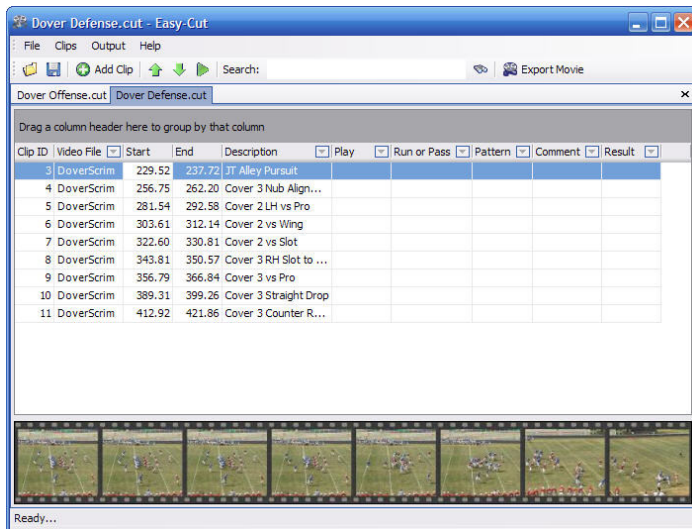 Dover Defense.cut - Easy-Cut
File Clips Output Help
Add Clip Search: Export Movie
Dover Offense.cut Dover Defense.cut
Drag a column header here to group by that column
Clip ID Video File Start End Description Play Run or Pass Pattern Comment Result
3 DoverScrim 229.52 237.72 JT Alley Pursuit
4 DoverScrim 256.75 262.20 Cover 3 Nub Align...
5 DoverScrim 281.54 292.58 Cover 2 LH vs Pro
6 DoverScrim 303.61 312.14 Cover 2 vs Wing
7 DoverScrim 322.60 330.81 Cover 2 vs Slot
8 DoverScrim 343.81 350.57 Cover 3 RH Slot to ...
9 DoverScrim 356.79 366.84 Cover 3 vs Pro
10 DoverScrim 389.31 399.26 Cover 3 Straight Drop
11 DoverScrim 412.92 421.86 Cover 3 Counter R...
Ready...